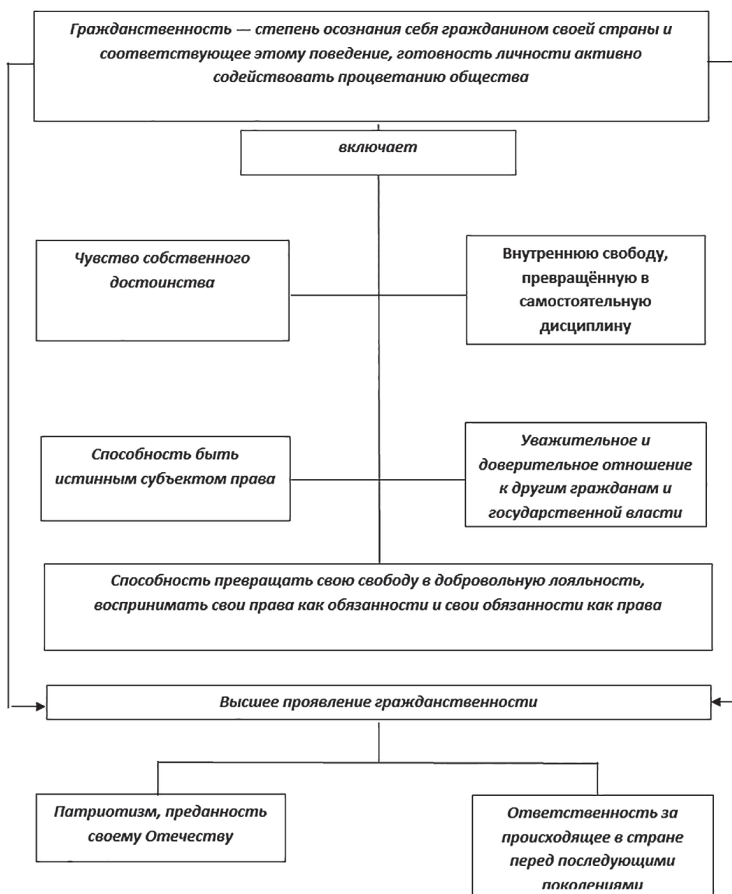 Гражданственность — степень осознания себя гражданином своей страны и
соответствующее этому поведение, готовность личности активно
содействовать процветанию общества
включает
Чувство собственного
достоинства
Внутреннюю свободу,
превращённую в
самостоятельную
дисциплину
Способность быть
истинным субъектом права
Уважительное и
доверительное отношение
к другим гражданам и
государственной власти
Способность превращать свою свободу в добровольную лояльность,
воспринимать свои права как обязанности и свои обязанности как права
Высшее проявление гражданственности
Патриотизм, преданность
своему Отечеству
Ответственность за
происходящее в стране
перед последующими
поколениями